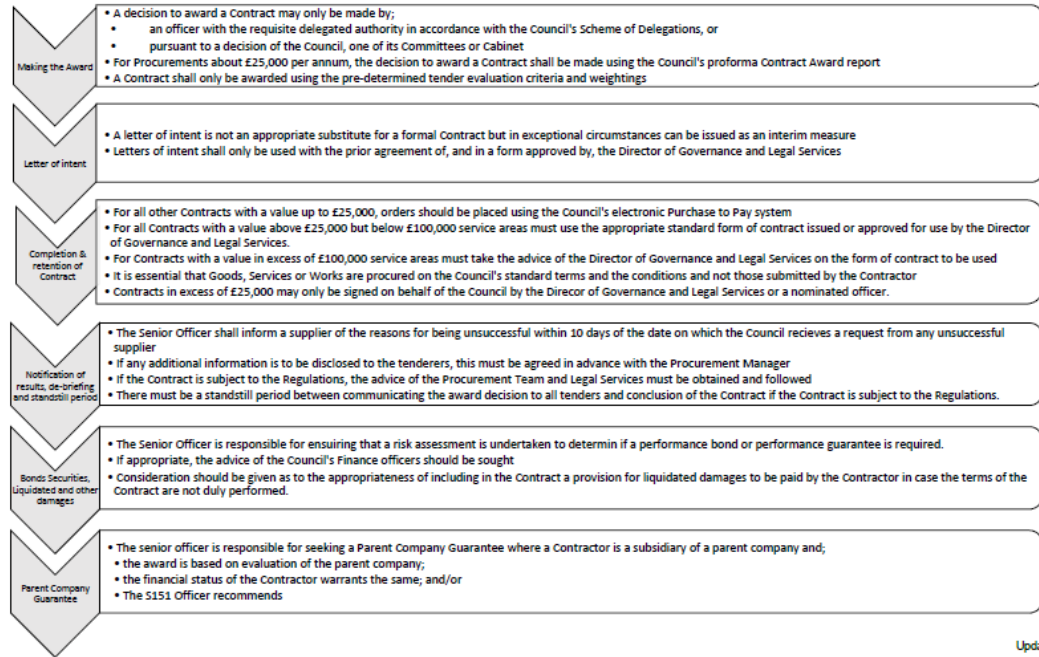 Making the Award
• A decision to award a Contract may only be made by;
• an officer with the requisite delegated authority in accordance with the Council's Scheme of Delegations, or
• pursuant to a decision of the Council, one of its Committees or Cabinet
• For Procurements about £25,000 per annum, the decision to award a Contract shall be made using the Council's proforma Contract Award report
• A Contract shall only be awarded using the pre-determined tender evaluation criteria and weightings
Letter of intent
• A letter of intent is not an appropriate substitute for a formal Contract but in exceptional circumstances can be issued as an interim measure
• Letters of intent shall only be used with the prior agreement of, and in a form approved by, the Director of Governance and Legal Services
Completion &
retention of
Contract
• For all other Contracts with a value up to £25,000, orders should be placed using the Council's electronic Purchase to Pay system
• For all Contracts with a value above £25,000 but below £100,000 service areas must use the appropriate standard form of contract issued or approved for use by the Director
of Governance and Legal Services.
• For Contracts with a value in excess of £100,000 service areas must take the advice of the Director of Governance and Legal Services on the form of contract to be used
• It is essential that Goods, Services or Works are procured on the Council's standard terms and the conditions and not those submitted by the Contractor
• Contracts in excess of £25,000 may only be signed on behalf of the Council by the Direcor of Governance and Legal Services or a nominated officer.
Notification of
results, de-briefing
and standstill period
• The Senior Officer shall inform a supplier of the reasons for being unsuccessful within 10 days of the date on which the Council recieves a request from any unsuccessful
supplier
• If any additional information is to be disclosed to the tenderers, this must be agreed in advance with the Procurement Manager
• If the Contract is subject to the Regulations, the advice of the Procurement Team and Legal Services must be obtained and followed
• There must be a standstill period between communicating the award decision to all tenders and conclusion of the Contract if the Contract is subject to the Regulations.
Bonds Securities,
Liquidated and other
damages
• The Senior Officer is responsible for ensuiring that a risk assessment is undertaken to determin if a performance bond or performance guarantee is required.
• If appropriate, the advice of the Council's Finance officers should be sought
• Consideration should be given as to the appropriateness of including in the Contract a provision for liquidated damages to be paid by the Contractor in case the terms of the
Contract are not duly performed.
Parent Company
Guarantee
• The senior officer is responsible for seeking a Parent Company Guarantee where a Contractor is a subsidiary of a parent company and;
• the award is based on evaluation of the parent company;
• the financial status of the Contractor warrants the same; and/or
• The S151 Officer recommends
Upda